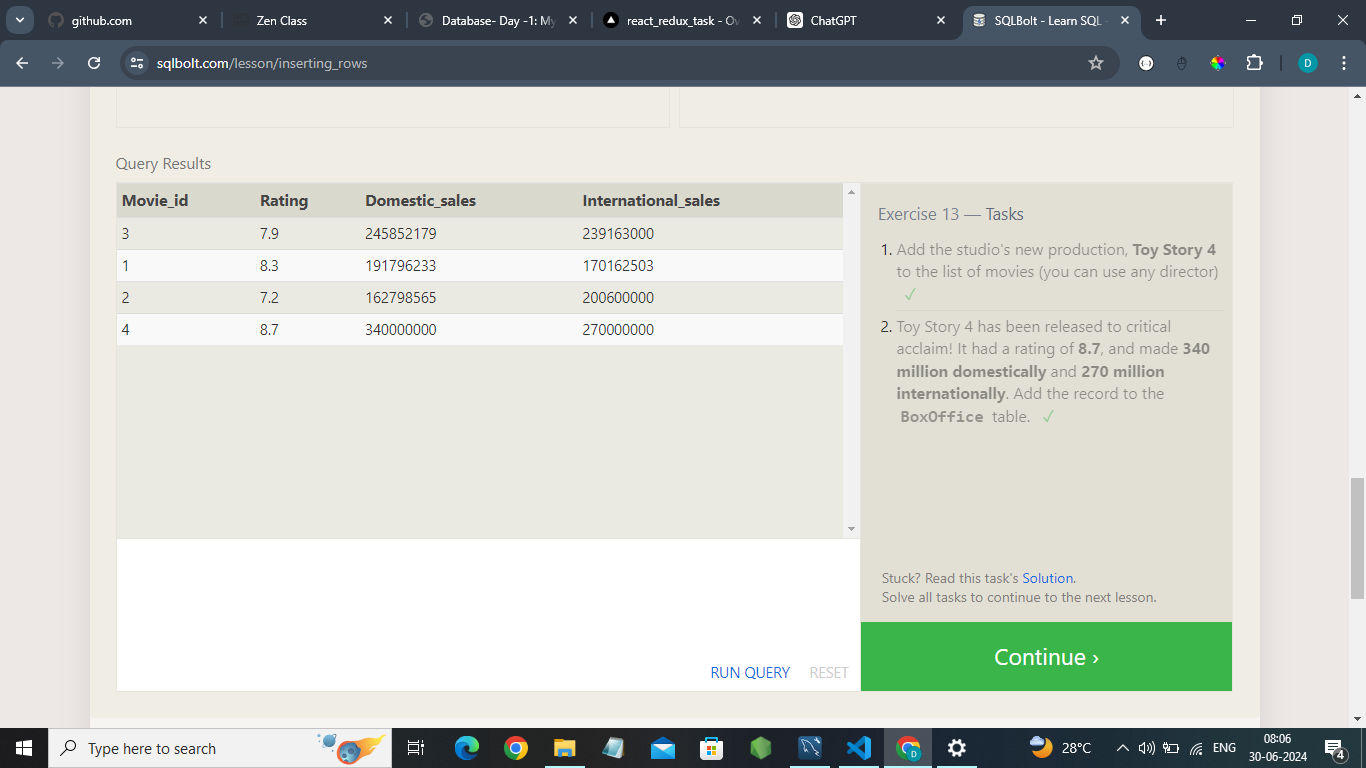 github.com
Zen Class
Database- Day -1: My
react_redux_task - Ov
ChatGPT
SQLBolt - Learn SQL -
sqlbolt.com/lesson/inserting_rows
D
Query Results
Movie_id Rating Domestic_sales International_sales
3 7.9 245852179 239163000
1 8.3 191796233 170162503
2 7.2 162798565 200600000
4 8.7 340000000 270000000
RUN QUERY RESET
Exercise 13 — Tasks
1. Add the studio's new production, Toy Story 4
to the list of movies (you can use any director)
✓
2. Toy Story 4 has been released to critical
acclaim! It had a rating of 8.7, and made 340
million domestically and 270 million
internationally. Add the record to the
BoxOffice table. ✓
Stuck? Read this task's Solution.
Solve all tasks to continue to the next lesson.
Continue ›
Type here to search
D
28°C
ENG
08:06
30-06-2024
4